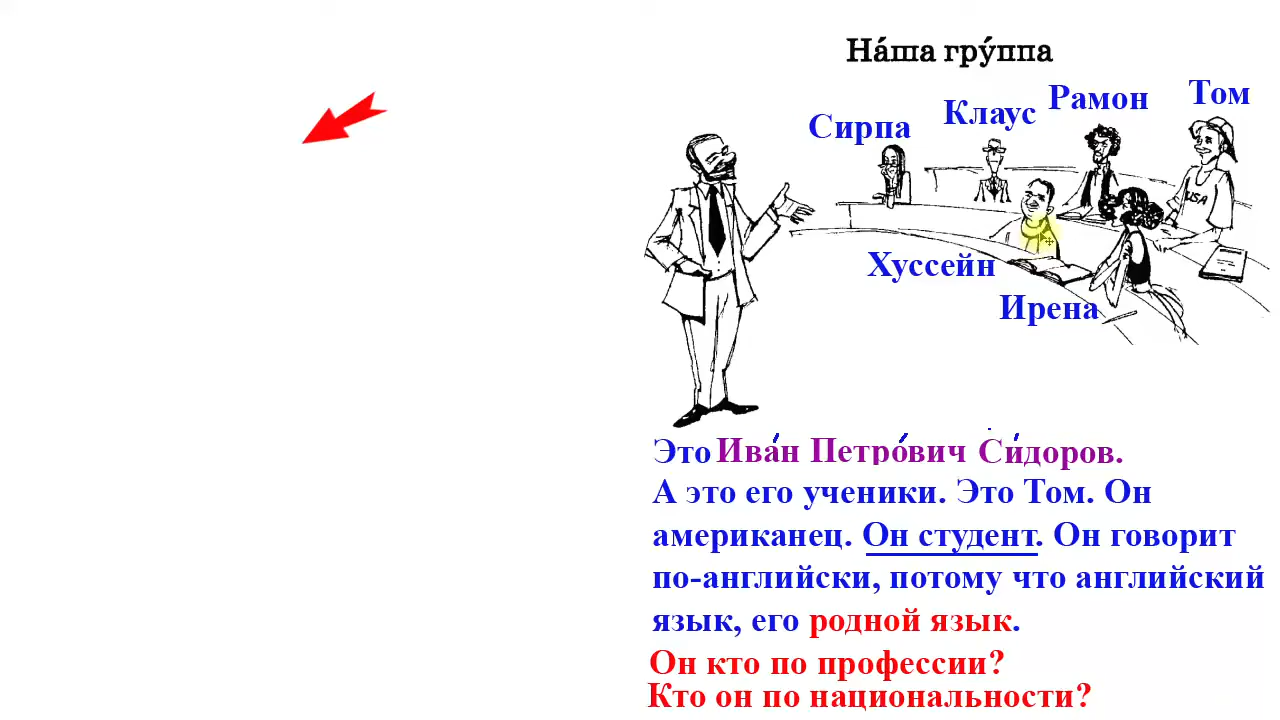 На́ша гру́ппа
Сирпа
Клаус
Рамон
Том
USA
Хуссейн
Ирена
Это Ива́н Петро́вич Си́доров.
А это его ученики. Это Том. Он
американец. Он студент. Он говорит
по-английски, потому что английский
язык, его родной язык.
Он кто по профессии?
Кто он по национальности?